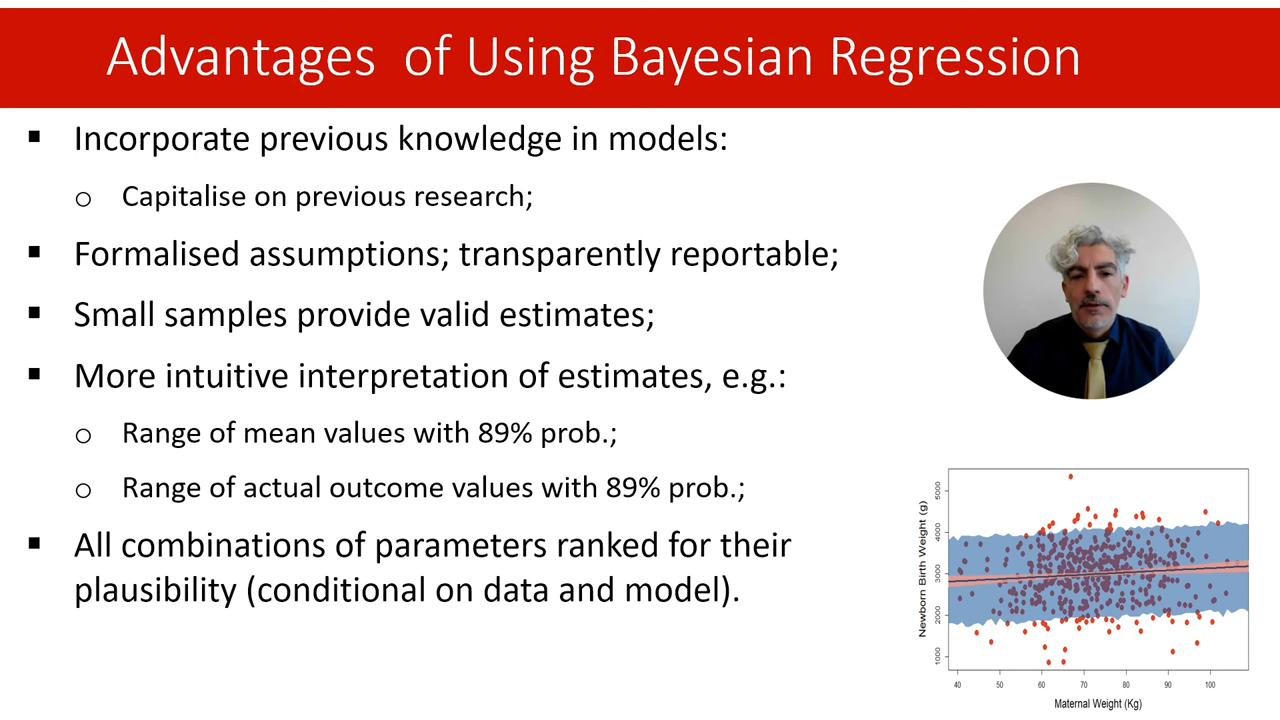 Advantages  of Using Bayesian Regression
▪ Incorporate previous knowledge in models:
o Capitalise on previous research;
▪ Formalised assumptions; transparently reportable;
▪ Small samples provide valid estimates;
▪ More intuitive interpretation of estimates, e.g.:
o Range of mean values with 89% prob.;
o Range of actual outcome values with 89% prob.;
▪ All combinations of parameters ranked for their
plausibility (conditional on data and model).
Newborn Birth Weight (g)
5000
4000
3000
2000
1000
40 50 60 70 80 90 100
Maternal Weight (Kg)